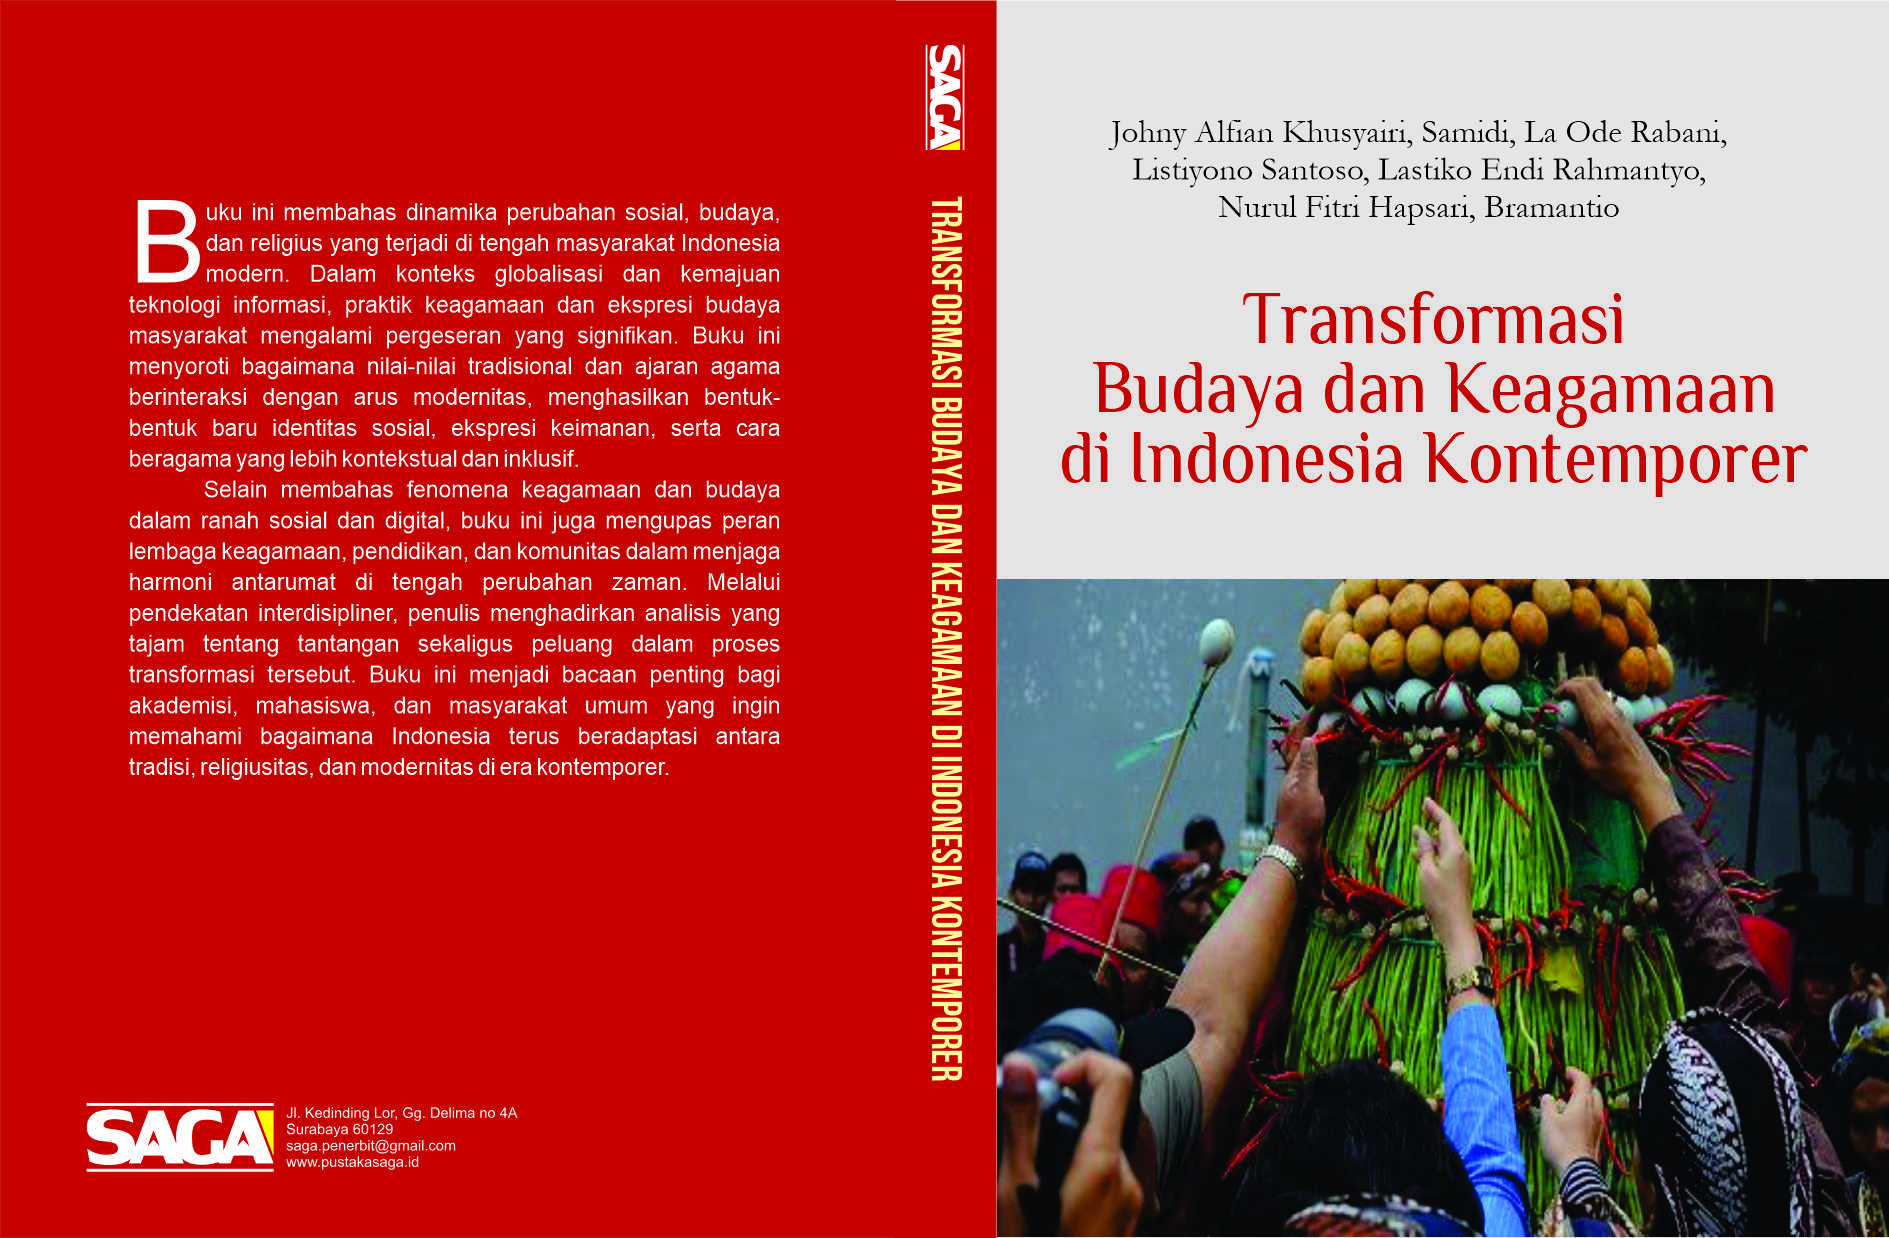 Buku ini membahas dinamika perubahan sosial, budaya,
dan religius yang terjadi di tengah masyarakat Indonesia
modern. Dalam konteks globalisasi dan kemajuan
teknologi informasi, praktik keagamaan dan ekspresi budaya
masyarakat mengalami pergeseran yang signifikan. Buku ini
menyoroti bagaimana nilai-nilai tradisional dan ajaran agama
berinteraksi dengan arus modernitas, menghasilkan bentuk-
bentuk baru identitas sosial, ekspresi keimanan, serta cara
beragama yang lebih kontekstual dan inklusif.
Selain membahas fenomena keagamaan dan budaya
dalam ranah sosial dan digital, buku ini juga mengupas peran
lembaga keagamaan, pendidikan, dan komunitas dalam menjaga
harmoni antarumat di tengah perubahan zaman. Melalui
pendekatan interdisipliner, penulis menghadirkan analisis yang
tajam tentang tantangan sekaligus peluang dalam proses
transformasi tersebut. Buku ini menjadi bacaan penting bagi
akademisi, mahasiswa, dan masyarakat umum yang ingin
memahami bagaimana Indonesia terus beradaptasi antara
tradisi, religiusitas, dan modernitas di era kontemporer.
SAGA
Jl. Kedinding Lor, Gg. Delima no 4A
Surabaya 60129
saga.penerbit@gmail.com
www.pustakasaga.id
SAGA
TRANSFORMASI BUDAYA DAN KEAGAMAAN DI INDONESIA KONTEMPORER
Johny Alfian Khusyairi, Samidi, La Ode Rabani,
Listiyono Santoso, Lastiko Endi Rahmantyo,
Nurul Fitri Hapsari, Bramantio
Transformasi
Budaya dan Keagamaan
di Indonesia Kontemporer